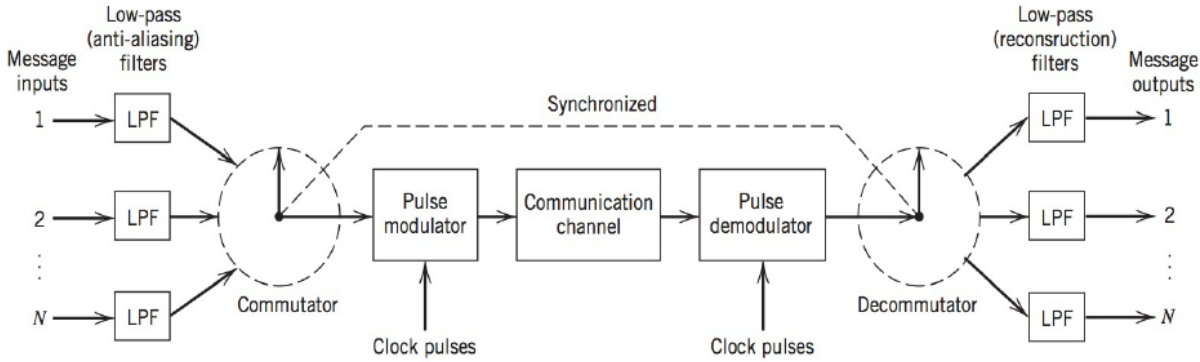 Low-pass
(anti-aliasing)
filters
Message
inputs
1
LPF
2
LPF
⋮
N
LPF
Commutator
Synchronized
Pulse
modulator
Communication
channel
Pulse
demodulator
Clock pulses
Clock pulses
Decommutator
Low-pass
(reconsruction)
filters
Message
outputs
LPF
1
LPF
2
⋮
LPF
N